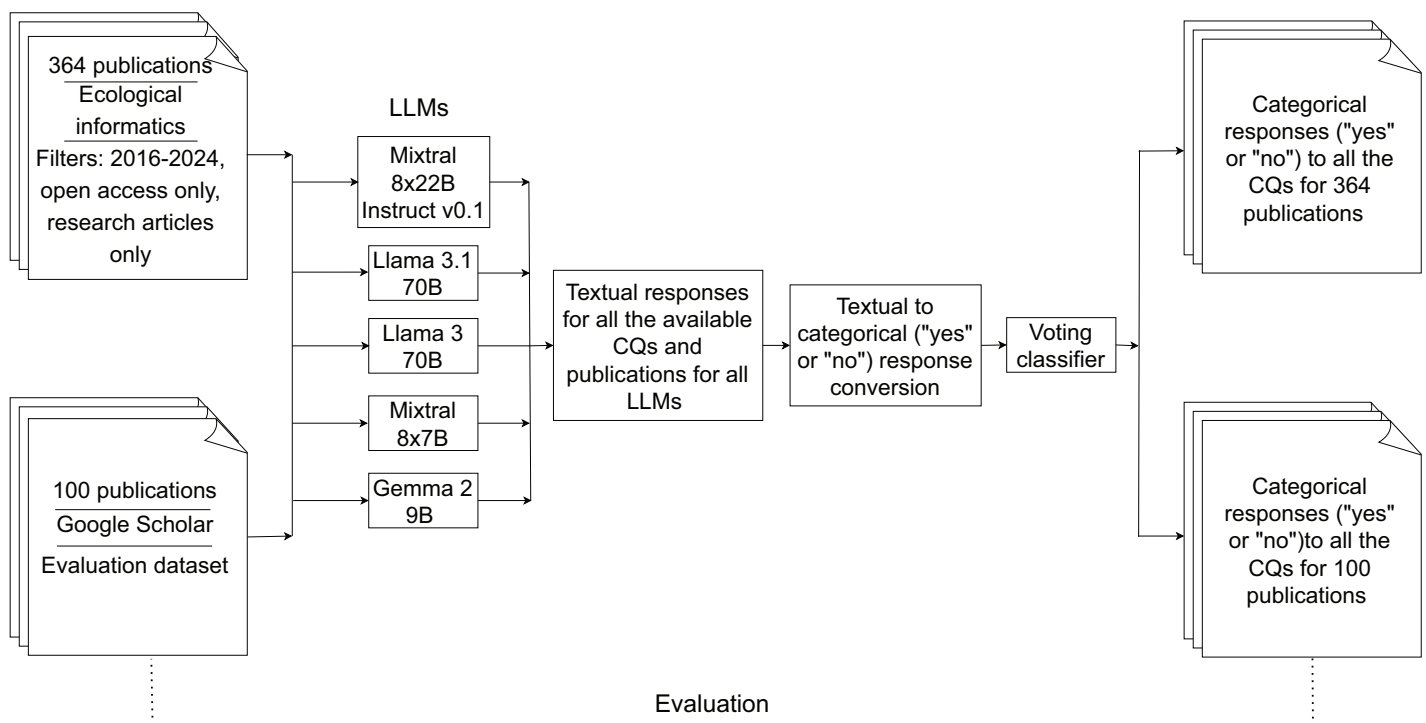 364 publications
Ecological
informatics
Filters: 2016-2024,
open access only,
research articles
only
100 publications
Google Scholar
Evaluation dataset
LLMs
Mixtral
8x22B
Instruct v0.1
Llama 3.1
70B
Llama 3
70B
Mixtral
8x7B
Gemma 2
9B
Textual responses
for all the available
CQs and
publications for all
LLMs
Textual to
categorical ("yes"
or "no") response
conversion
Voting
classifier
Categorical
responses ("yes"
or "no") to all the
CQs for 364
publications
Categorical
responses ("yes"
or "no")to all the
CQs for 100
publications
Evaluation